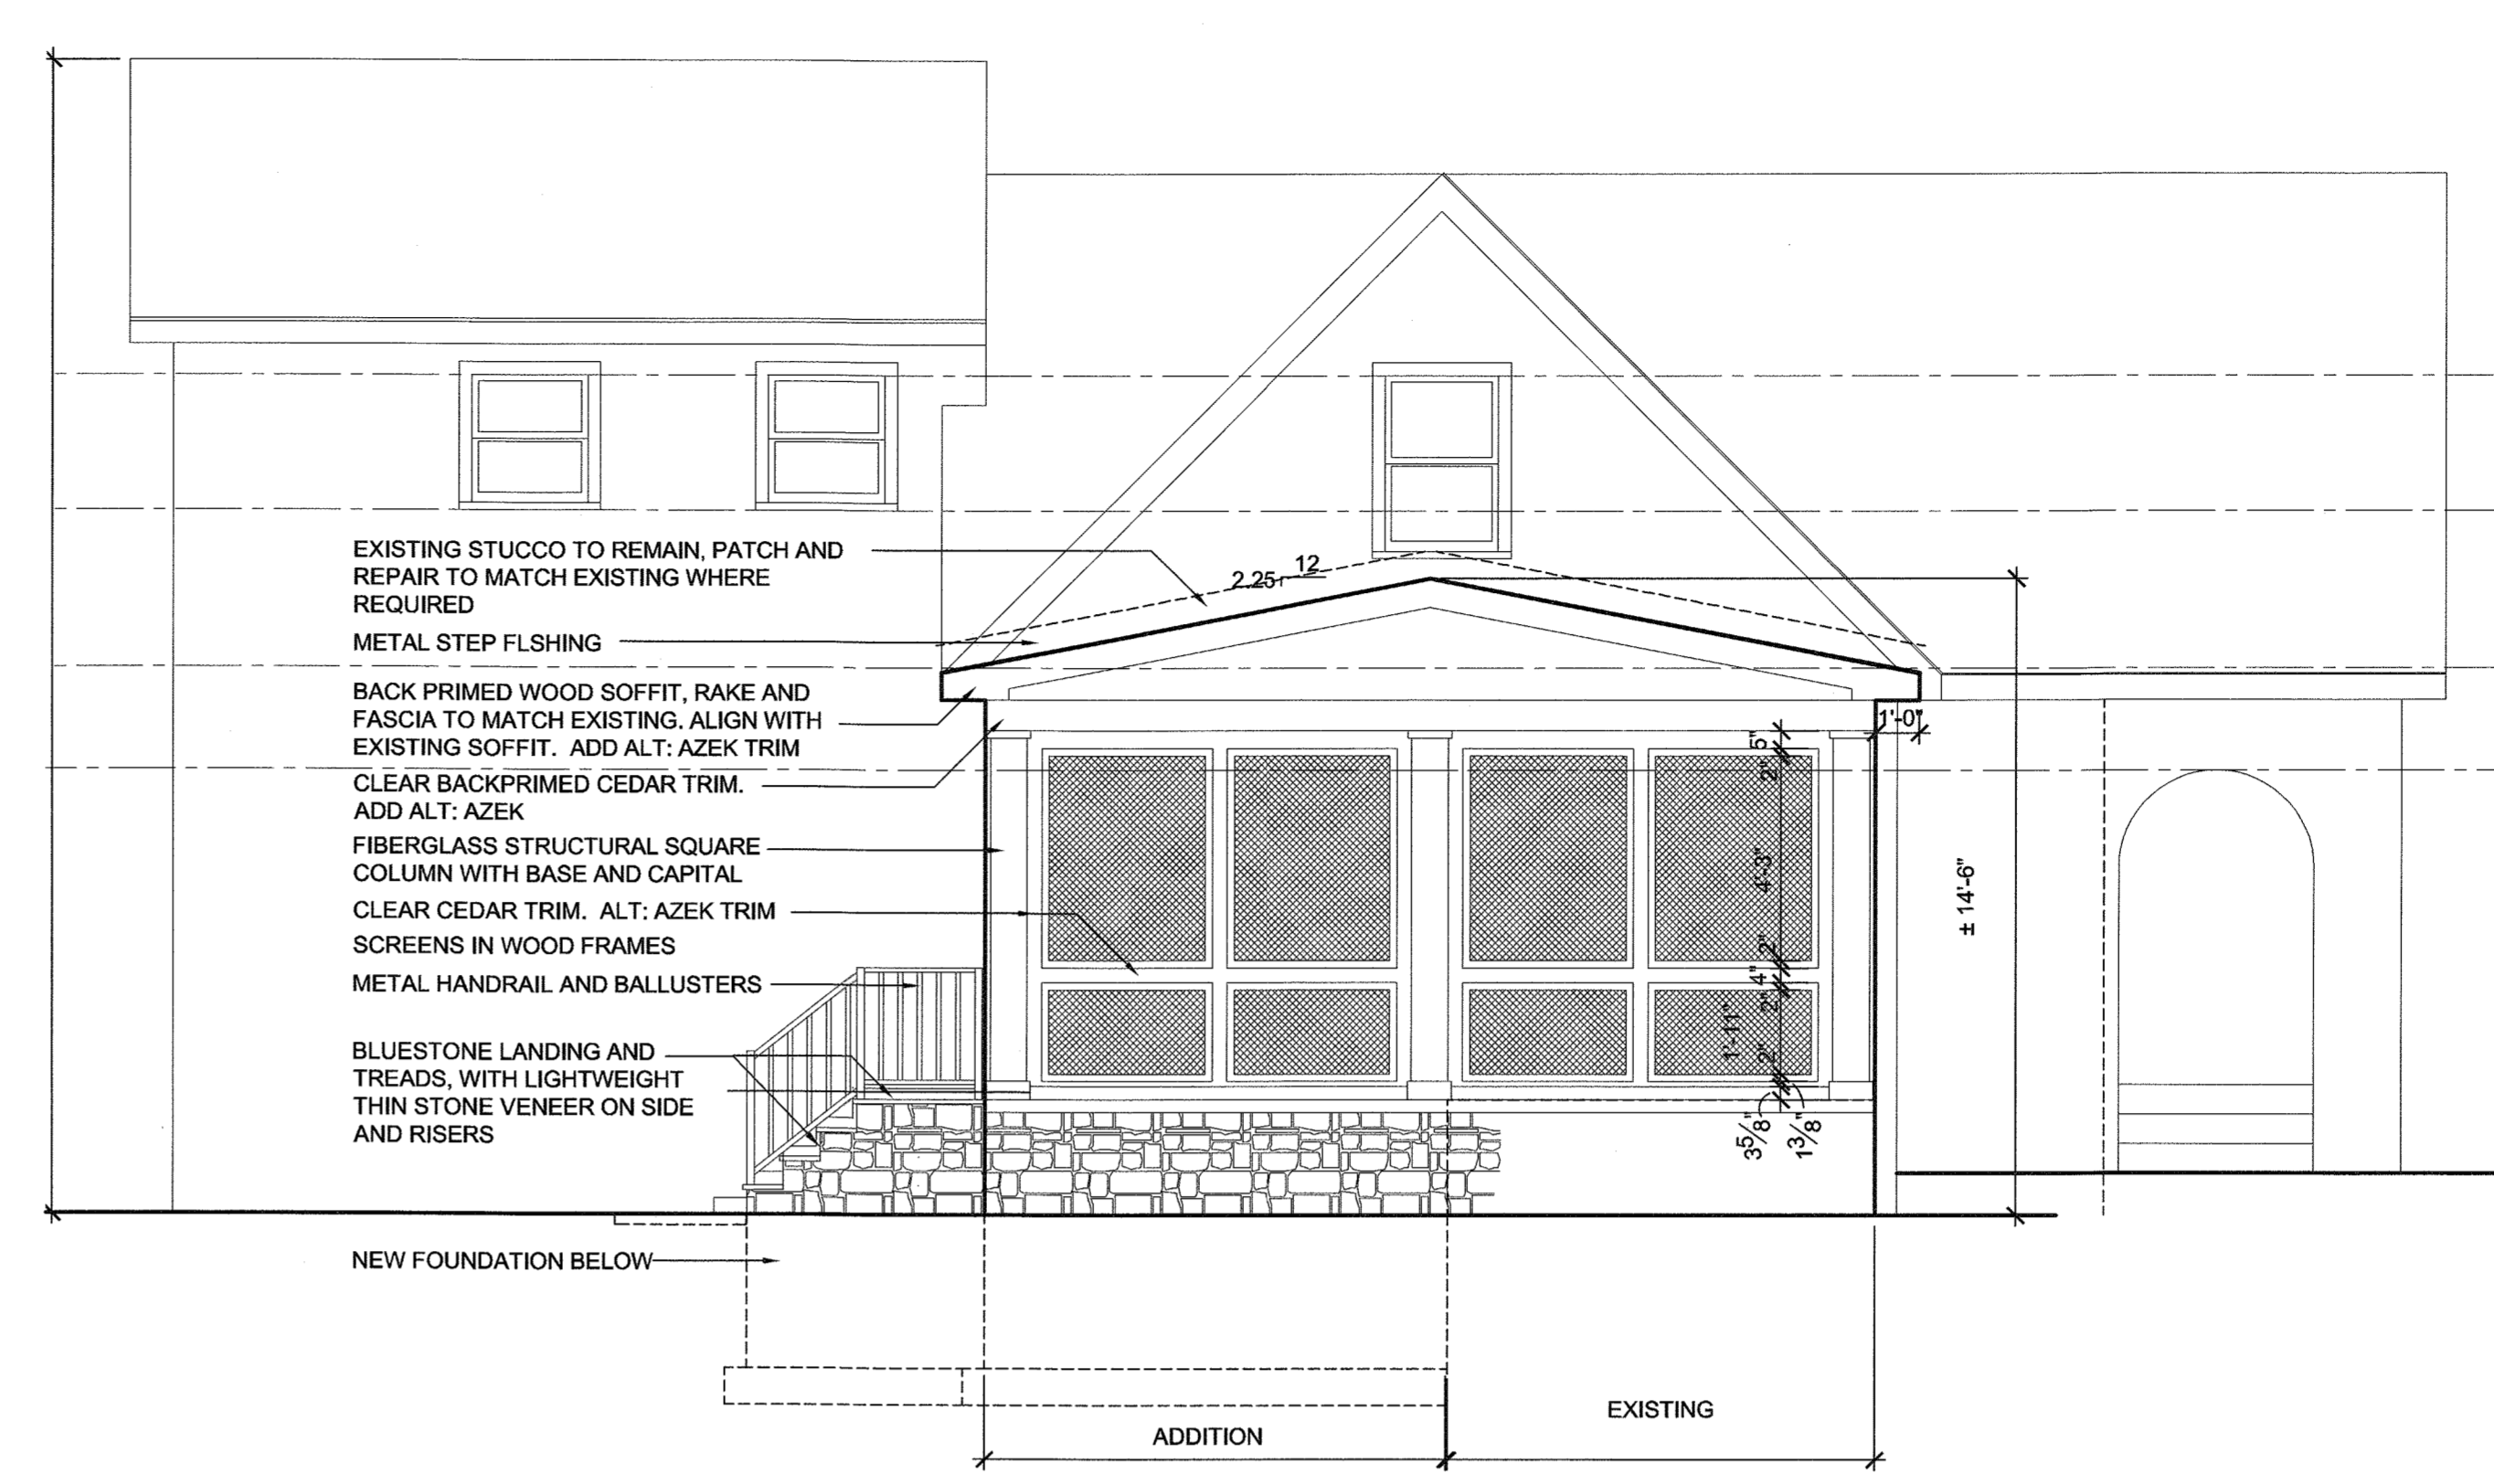 EXISTING STUCCO TO REMAIN, PATCH AND
REPAIR TO MATCH EXISTING WHERE
REQUIRED
12
2.25
METAL STEP FLSHING
BACK PRIMED WOOD SOFFIT, RAKE AND
FASCIA TO MATCH EXISTING. ALIGN WITH
EXISTING SOFFIT. ADD ALT: AZEK TRIM
1'-0"
CLEAR BACKPRIMED CEDAR TRIM.
ADD ALT: AZEK
5"
2"
FIBERGLASS STRUCTURAL SQUARE
COLUMN WITH BASE AND CAPITAL
4'-3"
± 14'-6"
CLEAR CEDAR TRIM. ALT: AZEK TRIM
SCREENS IN WOOD FRAMES
2"
METAL HANDRAIL AND BALLUSTERS
4"
2"
1'-11"
2"
BLUESTONE LANDING AND
TREADS, WITH LIGHTWEIGHT
THIN STONE VENEER ON SIDE
AND RISERS
3 5/8"
1 3/8"
NEW FOUNDATION BELOW
EXISTING
ADDITION